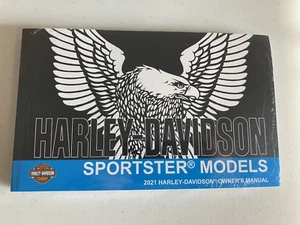 HARLEY-DAVIDSON
SPORTSTER® MODELS
2021 HARLEY-DAVIDSON® OWNER'S MANUAL